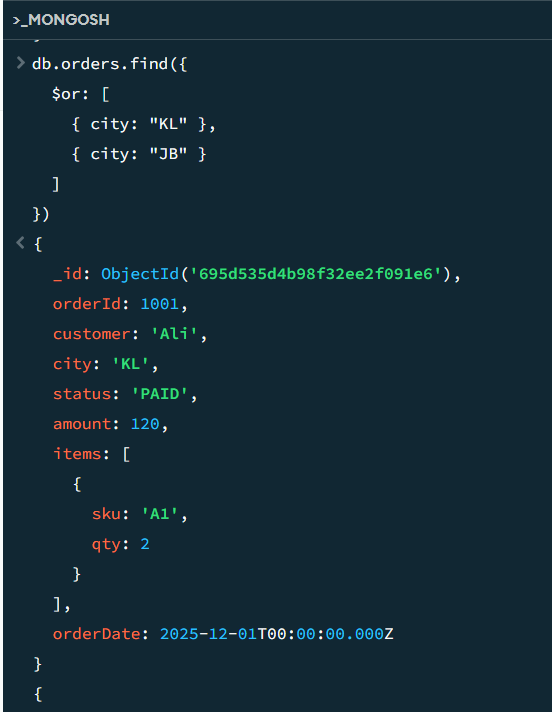 >_MONGOSH
> db.orders.find({
$or: [
{ city: "KL" },
{ city: "JB" }
]
})
< {
_id: ObjectId('695d535d4b98f32ee2f091e6'),
orderId: 1001,
customer: 'Ali',
city: 'KL',
status: 'PAID',
amount: 120,
items: [
{
sku: 'A1',
qty: 2
}
],
orderDate: 2025-12-01T00:00:00.000Z
}
{